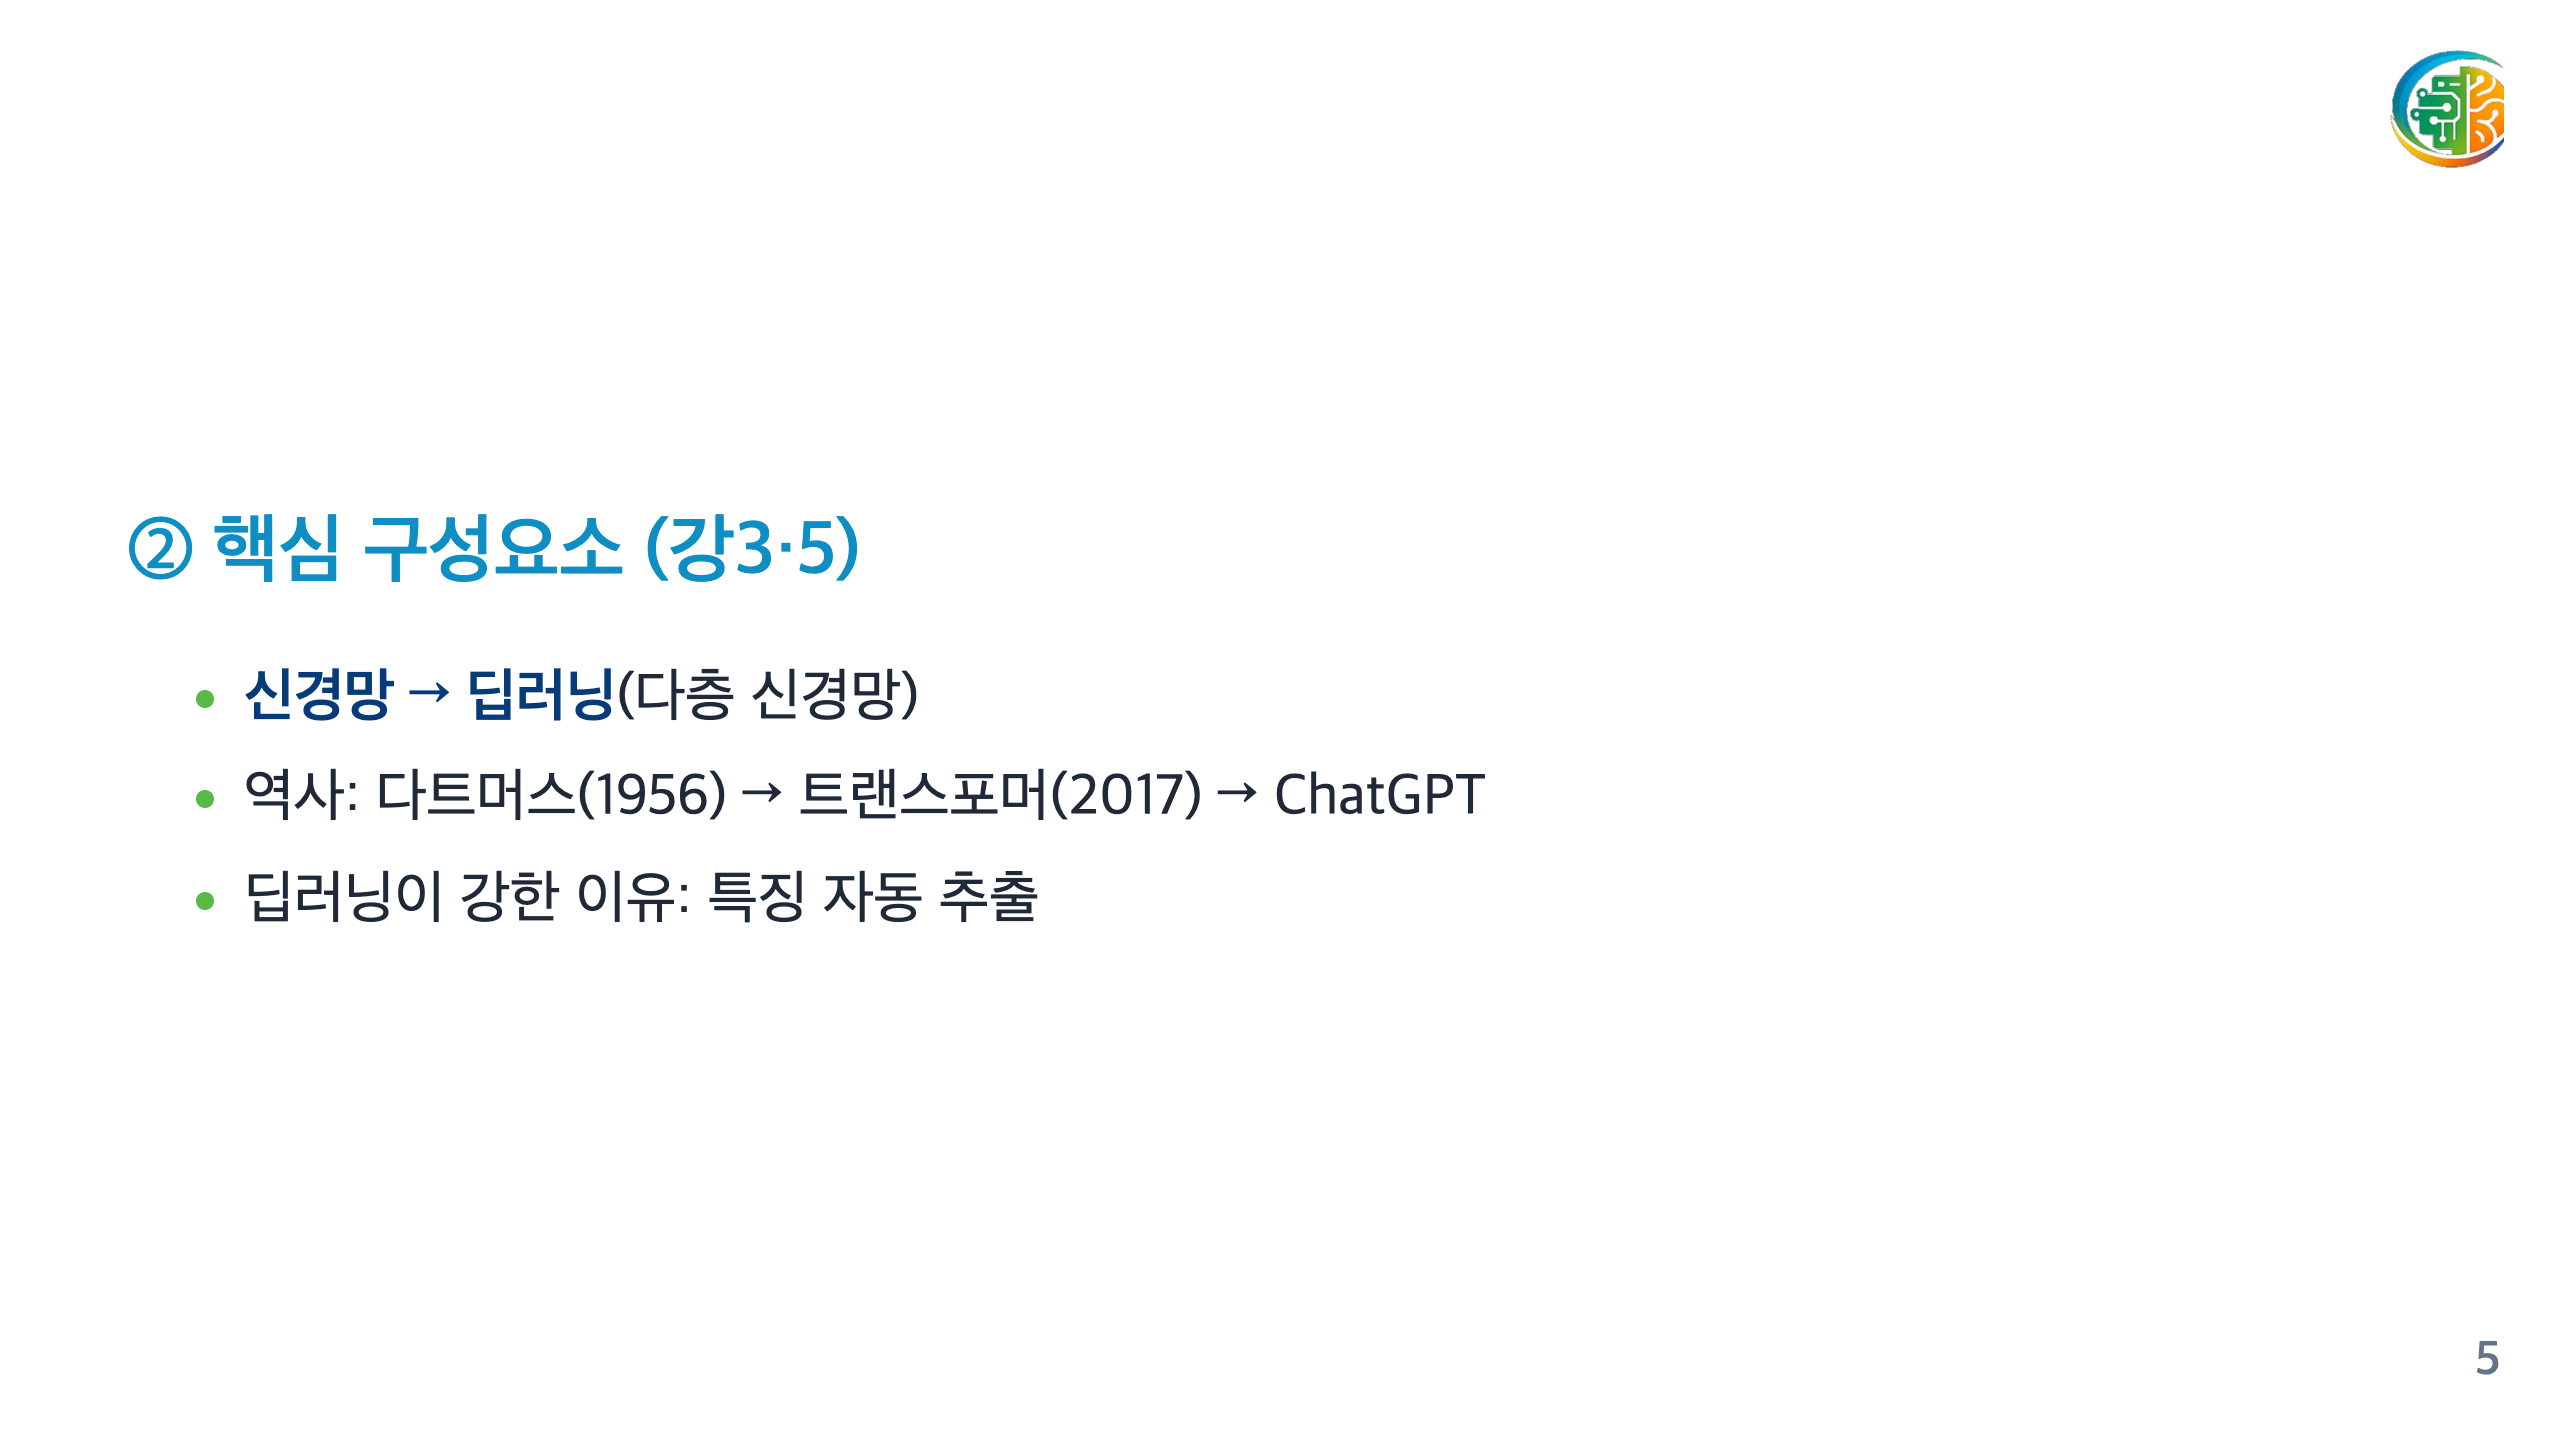 ② 핵심 구성요소 (강3·5)
• 신경망 → 딥러닝(다층 신경망)
• 역사: 다트머스(1956) → 트랜스포머(2017) → ChatGPT
• 딥러닝이 강한 이유: 특징 자동 추출
5